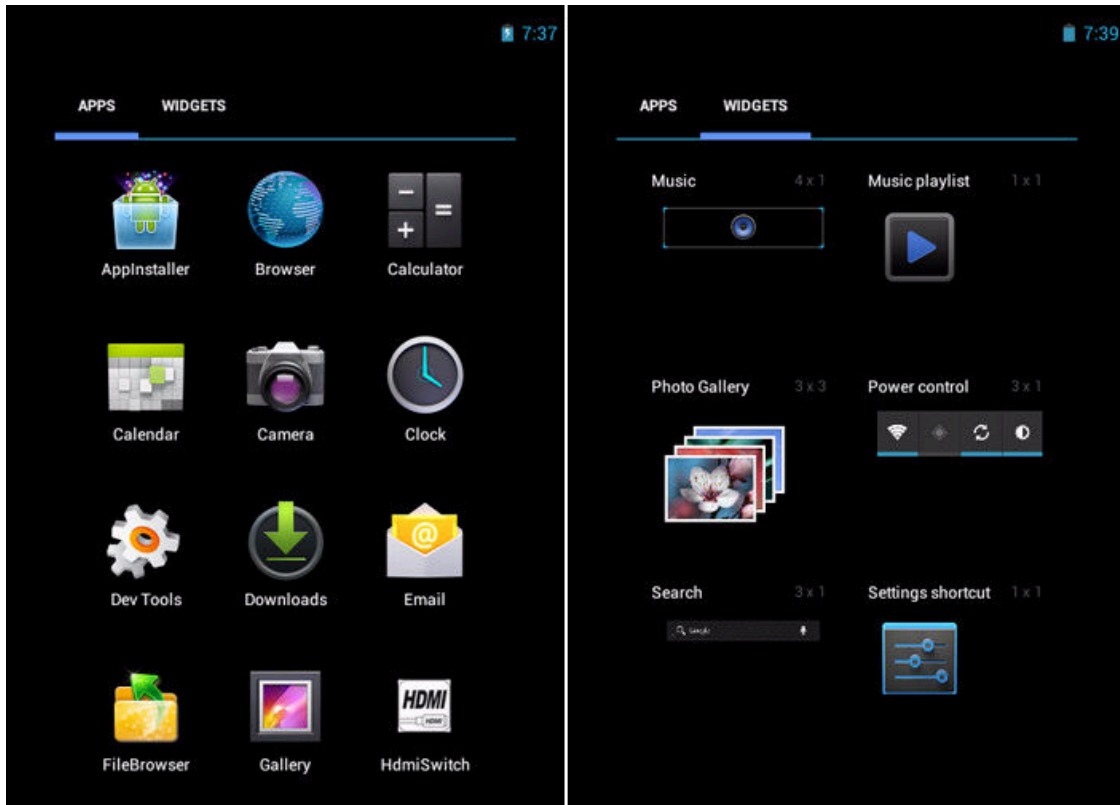 7:37
APPS WIDGETS
AppInstaller Browser Calculator
Calendar Camera Clock
Dev Tools Downloads Email
@
HDMI
HDMI
FileBrowser Gallery HdmiSwitch
7:39
APPS WIDGETS
Music 4 x 1 Music playlist 1 x 1
Photo Gallery 3 x 3 Power control 3 x 1
Search 3 x 1 Settings shortcut 1 x 1
Google